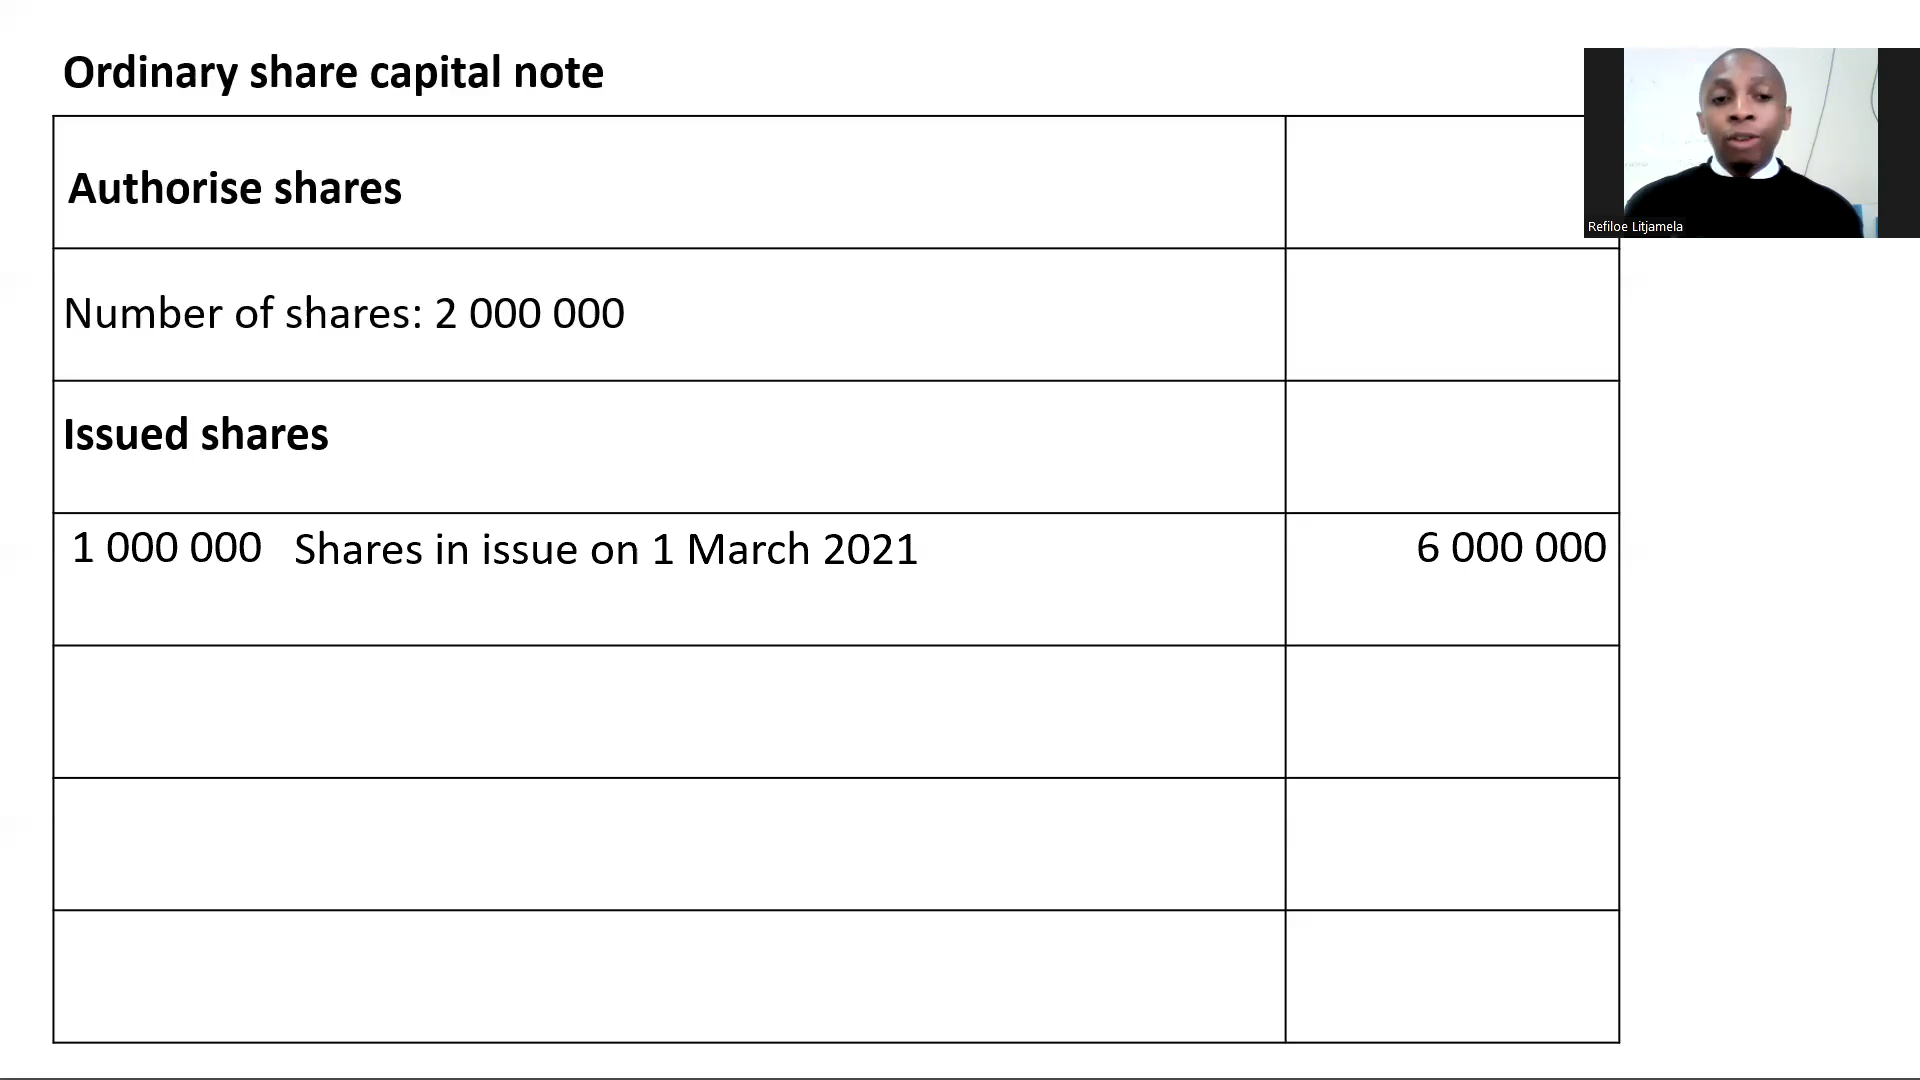 Ordinary share capital note
Authorise shares
Refiloe Litjamela
Number of shares: 2 000 000
Issued shares
1 000 000 Shares in issue on 1 March 2021 6 000 000